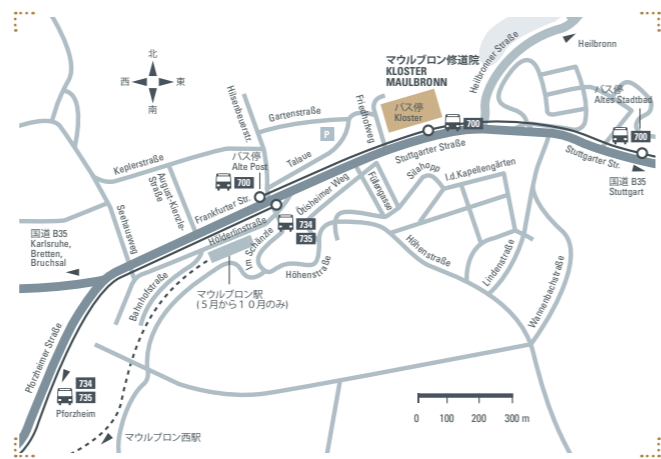 北
西
東
南
マウルブロン修道院
KLOSTER
MAULBRONN
Heilbronner Straße
Heilbronn
バス停
Kloster
700
バス停
Altes Stadtbad
700
Stuttgarter Str.
国道 B35
Stuttgart
Hilsenbeuerstr.
Gartenstraße
Friedhofweg
P
Talaue
Stuttgarter Straße
Keplerstraße
バス停
Alte Post
700
August-Kienzle-
Straße
Frankfurter Str.
Ötisheimer Weg
Füllmenbacher
Silahopp
I.d.Kapellengärten
Seehausweg
Hölderlinstraße
734
735
Im Schänzle
国道 B35
Karlsruhe,
Bretten,
Bruchsal
Höhenstraße
Höhenstraße
Lindenstraße
Wannenbachstraße
Bahnhofstraße
マウルブロン駅
(５月から１０月のみ)
Pforzheimer Straße
734
735
Pforzheim
マウルブロン西駅
0 100 200 300 m